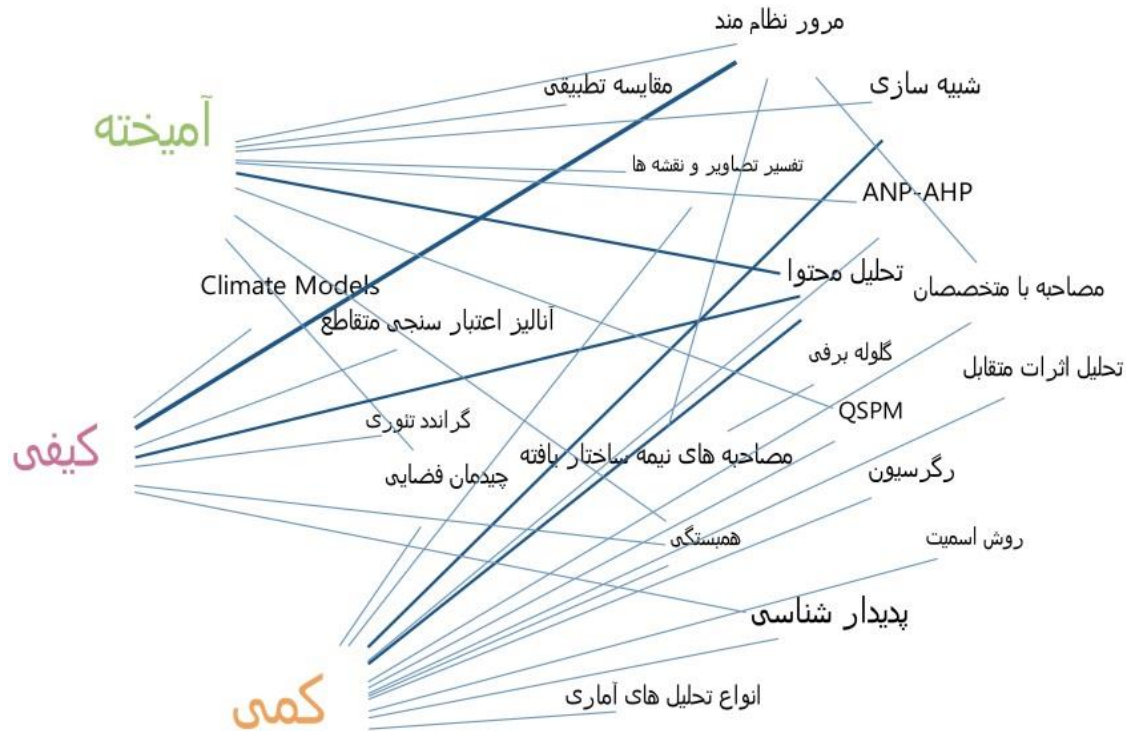 مرور نظام مند
مقایسه تطبیقی
شبیه سازی
آمیخته
تفسیر تصاویر و نقشه ها
ANP-AHP
تحلیل محتوا
مصاحبه با متخصصان
Climate Models
آنالیز اعتبار سنجی متقاطع
گلوله برفی
تحلیل اثرات متقابل
QSPM
گراندد تئوری
کیفی
مصاحبه های نیمه ساختار یافته
رگرسیون
چیدمان فضایی
همبستگی
روش اسمیت
پدیدار شناسی
انواع تحلیل های آماری
کمی